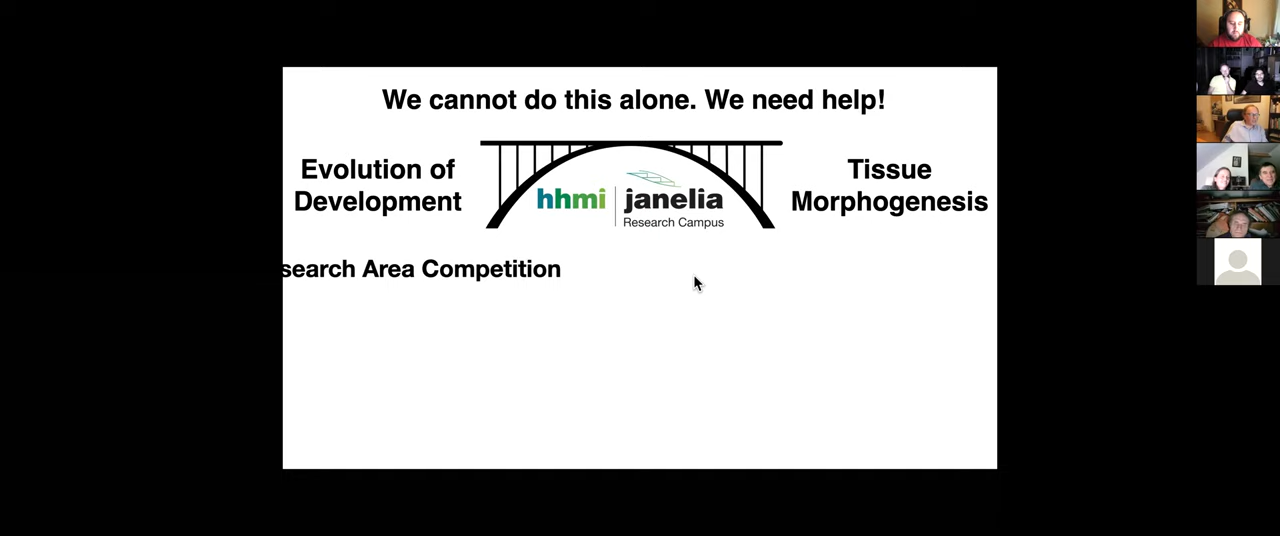 We cannot do this alone. We need help!
Evolution of
Development
hhmi janelia
Research Campus
Tissue
Morphogenesis
search Area Competition